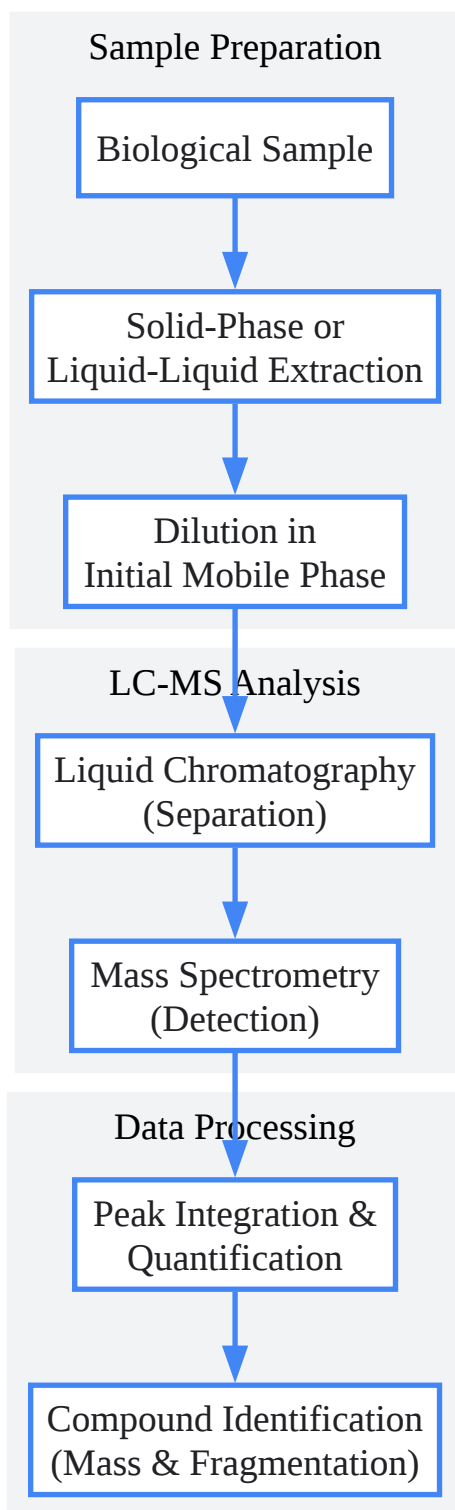 Sample Preparation
Biological Sample
Solid-Phase or
Liquid-Liquid Extraction
Dilution in
Initial Mobile Phase
LC-MS Analysis
Liquid Chromatography
(Separation)
Mass Spectrometry
(Detection)
Data Processing
Peak Integration &
Quantification
Compound Identification
(Mass & Fragmentation)